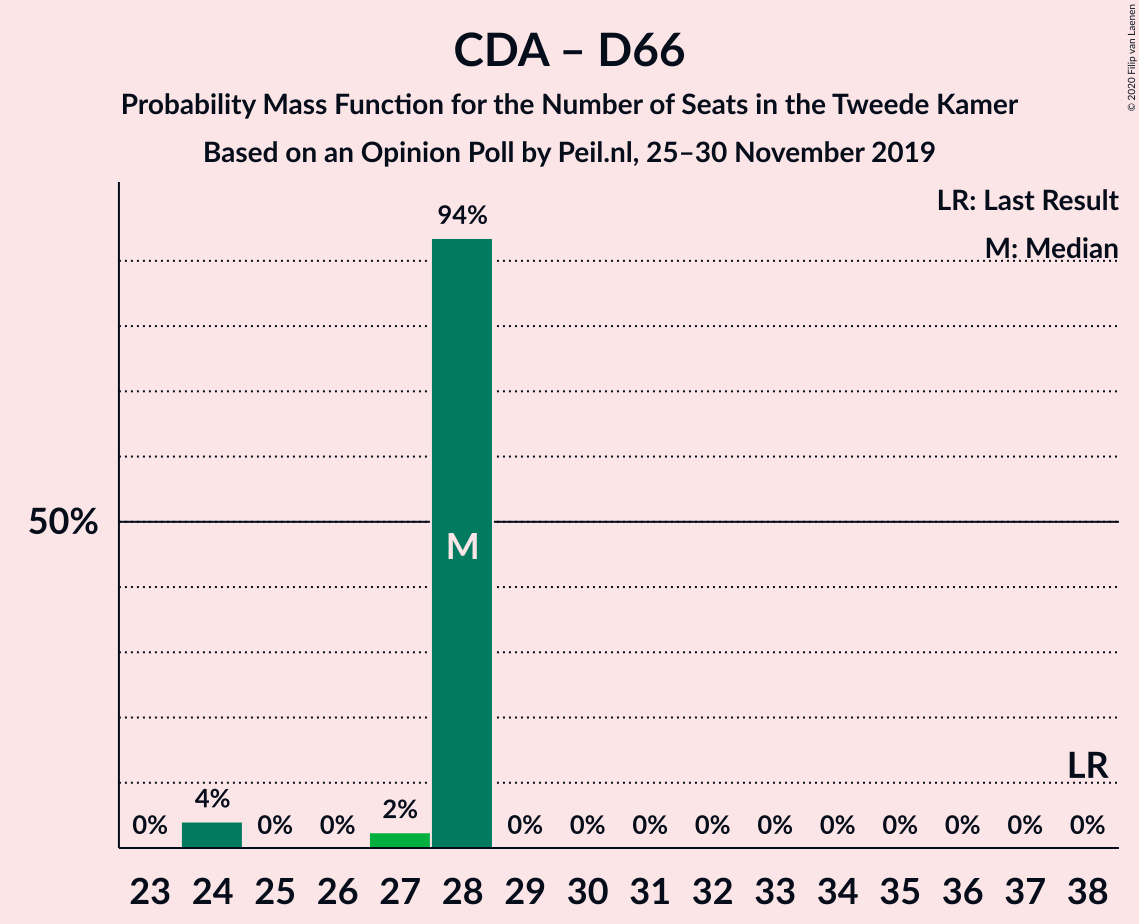 CDA – D66
Probability Mass Function for the Number of Seats in the Tweede Kamer
Based on an Opinion Poll by Peil.nl, 25–30 November 2019
© 2020 Filip van Laenen
LR: Last Result
M: Median
94%
50%
M
LR
0% 4% 0% 0% 2% 0% 0% 0% 0% 0% 0% 0% 0% 0% 0%
23 24 25 26 27 28 29 30 31 32 33 34 35 36 37 38